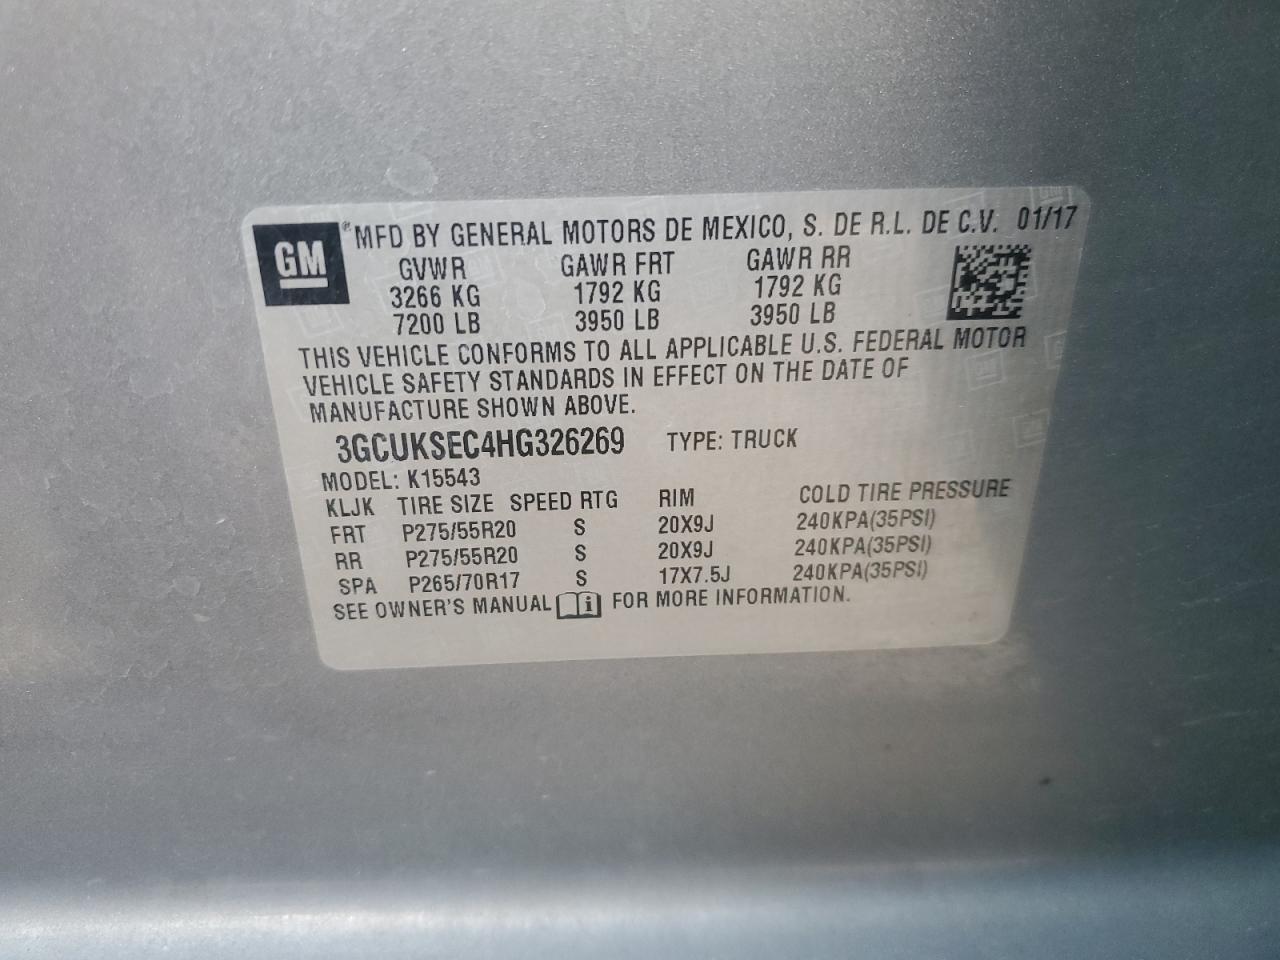 GM ® MFD BY GENERAL MOTORS DE MEXICO, S. DE R.L. DE C.V. 01/17
GVWR GAWR FRT GAWR RR
3266 KG 1792 KG 1792 KG
7200 LB 3950 LB 3950 LB
THIS VEHICLE CONFORMS TO ALL APPLICABLE U.S. FEDERAL MOTOR
VEHICLE SAFETY STANDARDS IN EFFECT ON THE DATE OF
MANUFACTURE SHOWN ABOVE.
3GCUKSEC4HG326269 TYPE: TRUCK
MODEL: K15543
KLJK TIRE SIZE SPEED RTG RIM COLD TIRE PRESSURE
FRT P275/55R20 S 20X9J 240KPA(35PSI)
RR P275/55R20 S 20X9J 240KPA(35PSI)
SPA P265/70R17 S 17X7.5J 240KPA(35PSI)
SEE OWNER'S MANUAL i FOR MORE INFORMATION.